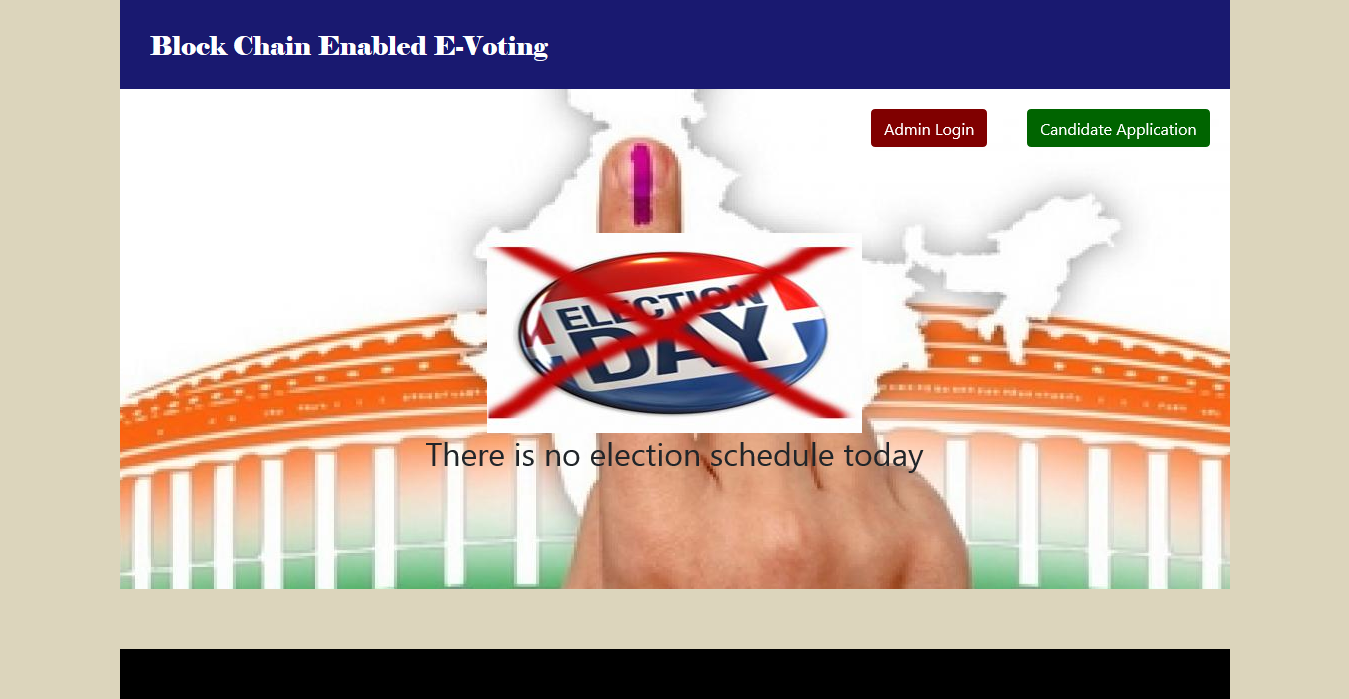 Block Chain Enabled E-Voting
Admin Login
Candidate Application
ELECTION
DAY
There is no election schedule today